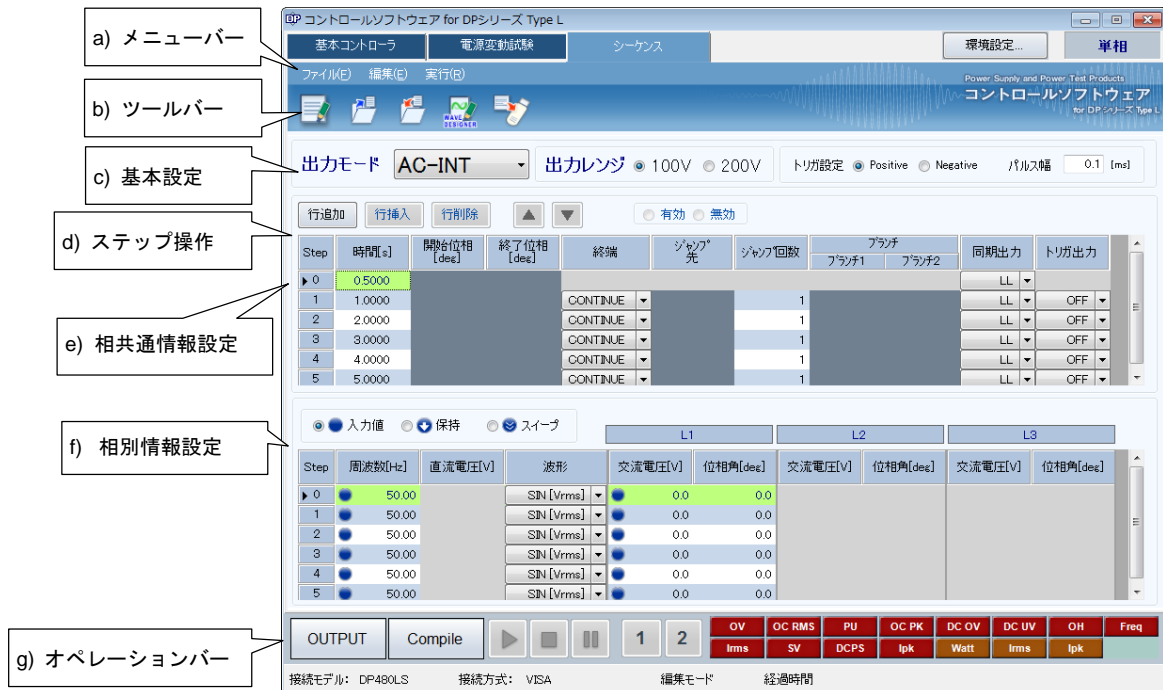 a) メニューバー
b) ツールバー
c) 基本設定
d) ステップ操作
e) 相共通情報設定
f) 相別情報設定
g) オペレーションバー
DP コントロールソフトウェア for DPシリーズ Type L
基本コントローラ 電源変動試験 シーケンス 環境設定... 単相
ファイル(F) 編集(E) 実行(R)
Power Supply and Power Test Products
コントロールソフトウェア
for DPシリーズ Type L
WAVE DESIGNER
出力モード AC-INT 出力レンジ 100V 200V トリガ設定 Positive Negative パルス幅 0.1 [ms]
行追加 行挿入 行削除 有効 無効
Step 時間[s] 開始位相[deg] 終了位相[deg] 終端 ジャンプ先 ジャンプ回数 ブランチ ブランチ1 ブランチ2 同期出力 トリガ出力
0 0.5000 LL
1 1.0000 CONTINUE 1 LL OFF
2 2.0000 CONTINUE 1 LL OFF
3 3.0000 CONTINUE 1 LL OFF
4 4.0000 CONTINUE 1 LL OFF
5 5.0000 CONTINUE 1 LL OFF
入力値 保持 スイープ
L1 L2 L3
Step 周波数[Hz] 直流電圧[V] 波形 交流電圧[V] 位相角[deg] 交流電圧[V] 位相角[deg] 交流電圧[V] 位相角[deg]
0 50.00 SIN [Vrms] 0.0 0.0
1 50.00 SIN [Vrms] 0.0 0.0
2 50.00 SIN [Vrms] 0.0 0.0
3 50.00 SIN [Vrms] 0.0 0.0
4 50.00 SIN [Vrms] 0.0 0.0
5 50.00 SIN [Vrms] 0.0 0.0
OUTPUT Compile 1 2
OV OC RMS PU OC PK DC OV DC UV OH Freq
Irms SV DCPS Ipk Watt Irms Ipk
接続モデル: DP480LS 接続方式: VISA 編集モード 経過時間